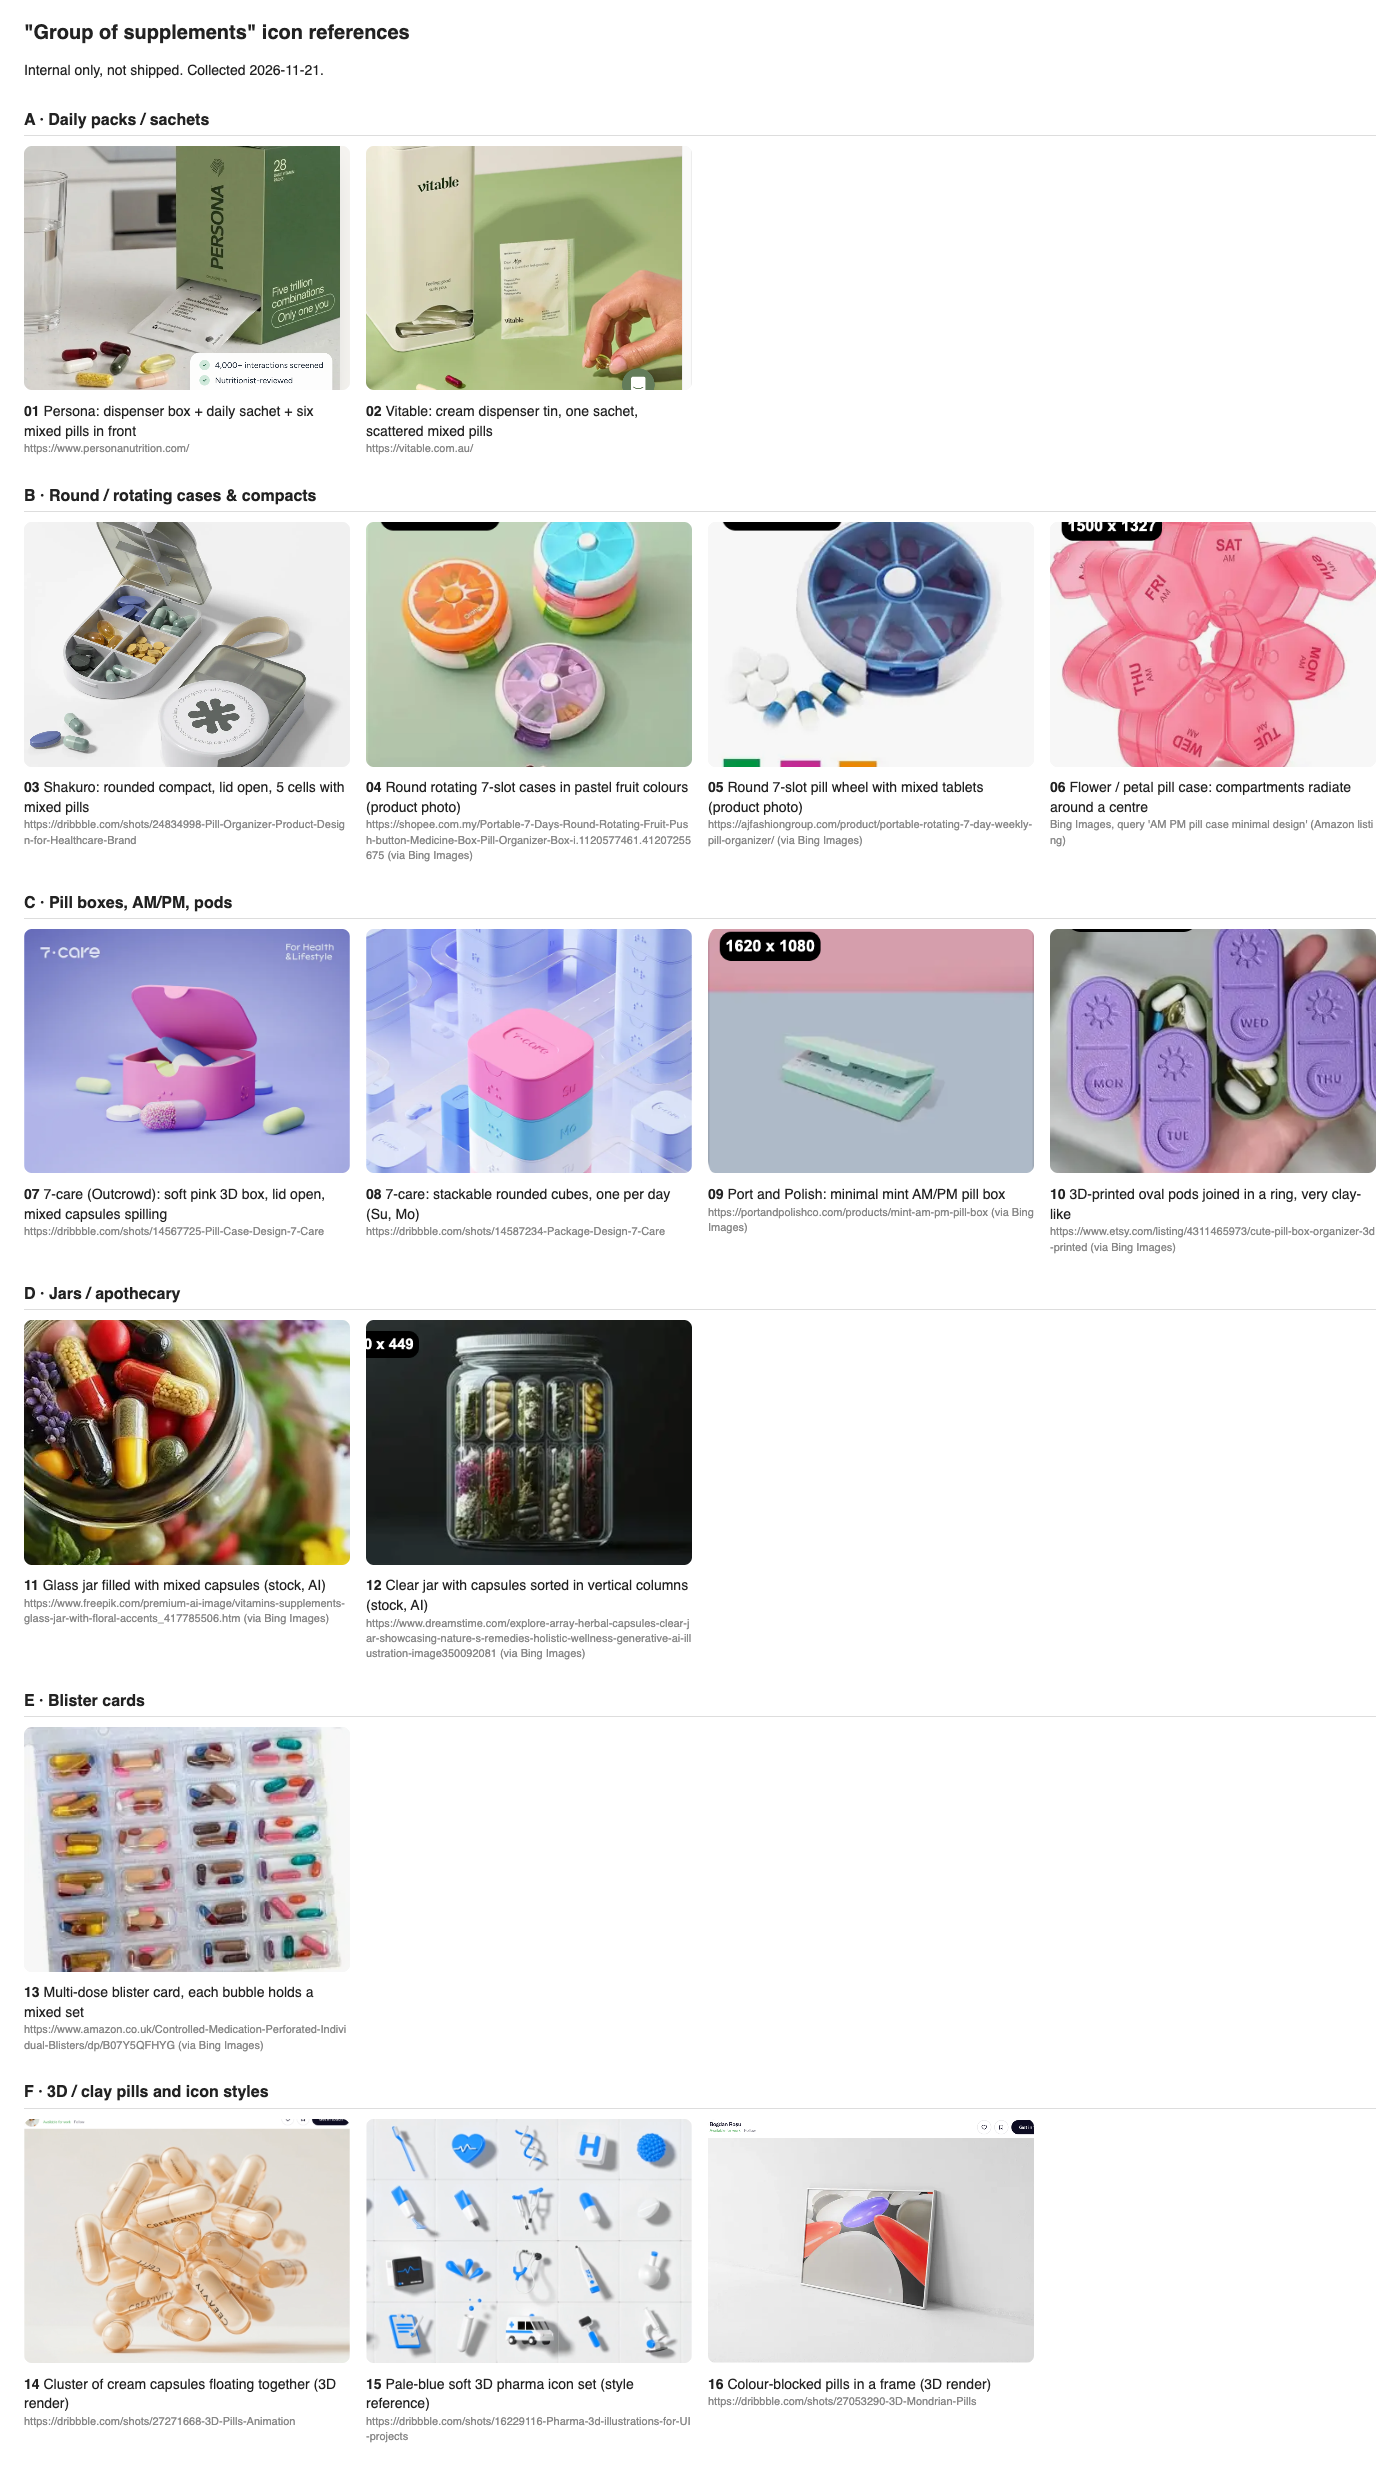 "Group of supplements" icon references
Internal only, not shipped. Collected 2026-11-21.
A · Daily packs / sachets
28
PERSONA
Five trillion
combinations
Only one you
4,000+ interactions screened
Nutritionist-reviewed
vitable
vitable
01 Persona: dispenser box + daily sachet + six
mixed pills in front
https://www.personanutrition.com/
02 Vitable: cream dispenser tin, one sachet,
scattered mixed pills
https://vitable.com.au/
B · Round / rotating cases & compacts
1500 x 1327
SAT
AM
FRI
AM
SUN
MON
AM
THU
AM
WED
AM
TUE
AM
03 Shakuro: rounded compact, lid open, 5 cells with
mixed pills
https://dribbble.com/shots/24834998-Pill-Organizer-Product-Desig
n-for-Healthcare-Brand
04 Round rotating 7-slot cases in pastel fruit colours
(product photo)
https://shopee.com.my/Portable-7-Days-Round-Rotating-Fruit-Pus
h-button-Medicine-Box-Pill-Organizer-Box-i.1120577461.41207255
675 (via Bing Images)
05 Round 7-slot pill wheel with mixed tablets
(product photo)
https://ajfashiongroup.com/product/portable-rotating-7-day-weekly-
pill-organizer/ (via Bing Images)
06 Flower / petal pill case: compartments radiate
around a centre
Bing Images, query 'AM PM pill case minimal design' (Amazon listi
ng)
C · Pill boxes, AM/PM, pods
7-care
For Health
&Lifestyle
7-care
SU
MO
1620 x 1080
MON
TUE
WED
THU
07 7-care (Outcrowd): soft pink 3D box, lid open,
mixed capsules spilling
https://dribbble.com/shots/14567725-Pill-Case-Design-7-Care
08 7-care: stackable rounded cubes, one per day
(Su, Mo)
https://dribbble.com/shots/14587234-Package-Design-7-Care
09 Port and Polish: minimal mint AM/PM pill box
https://portandpolishco.com/products/mint-am-pm-pill-box (via Bing
Images)
10 3D-printed oval pods joined in a ring, very clay-
like
https://www.etsy.com/listing/4311465973/cute-pill-box-organizer-3d
-printed (via Bing Images)
D · Jars / apothecary
0 x 449
11 Glass jar filled with mixed capsules (stock, AI)
https://www.freepik.com/premium-ai-image/vitamins-supplements-
glass-jar-with-floral-accents_417785506.htm (via Bing Images)
12 Clear jar with capsules sorted in vertical columns
(stock, AI)
https://www.dreamstime.com/explore-array-herbal-capsules-clear-j
ar-showcasing-nature-s-remedies-holistic-wellness-generative-ai-ill
ustration-image350092081 (via Bing Images)
E · Blister cards
13 Multi-dose blister card, each bubble holds a
mixed set
https://www.amazon.co.uk/Controlled-Medication-Perforated-Indivi
dual-Blisters/dp/B07Y5QFHYG (via Bing Images)
F · 3D / clay pills and icon styles
CREATIVITY
CREATIVITY
H
Bogdan Rosu
14 Cluster of cream capsules floating together (3D
render)
https://dribbble.com/shots/27271668-3D-Pills-Animation
15 Pale-blue soft 3D pharma icon set (style
reference)
https://dribbble.com/shots/16229116-Pharma-3d-illustrations-for-UI
-projects
16 Colour-blocked pills in a frame (3D render)
https://dribbble.com/shots/27053290-3D-Mondrian-Pills